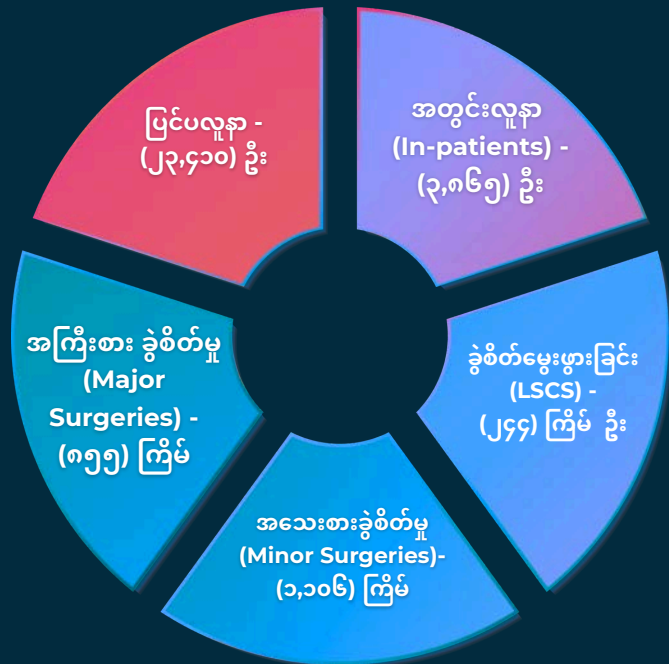 ပြင်ပလူနာ -
(၂၃,၄၁၀) ဦး
အတွင်းလူနာ
(In-patients) -
(၃,၈၆၅) ဦး
အကြီးစား ခွဲစိတ်မှု
(Major
Surgeries) -
(၈၅၅) ကြိမ်
ခွဲစိတ်မွေးဖွားခြင်း
(LSCS) -
(၂၄၄) ကြိမ် ဦး
အသေးစားခွဲစိတ်မှု
(Minor Surgeries)-
(၁,၁၀၆) ကြိမ်